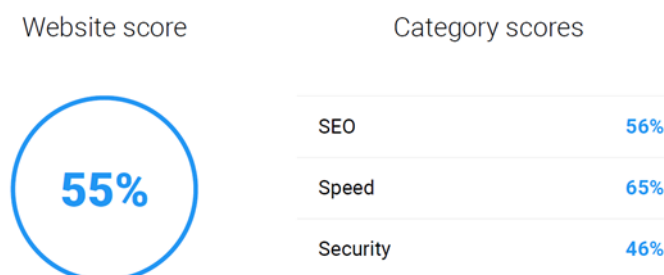 Website score
55%
Category scores
SEO 56%
Speed 65%
Security 46%